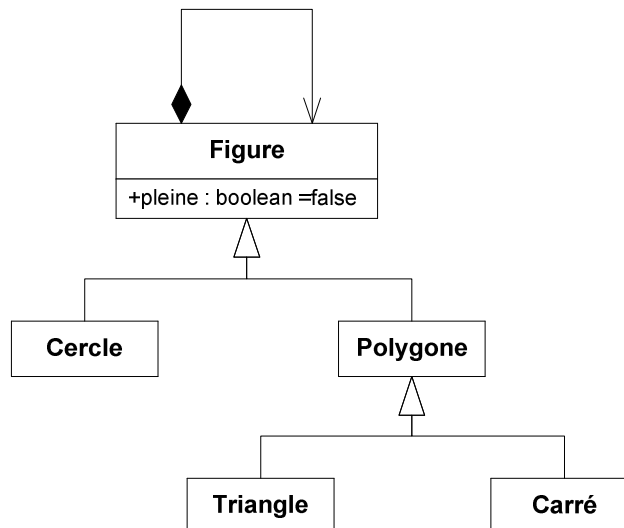 Figure
+pleine : boolean =false
Cercle
Polygone
Triangle
Carré